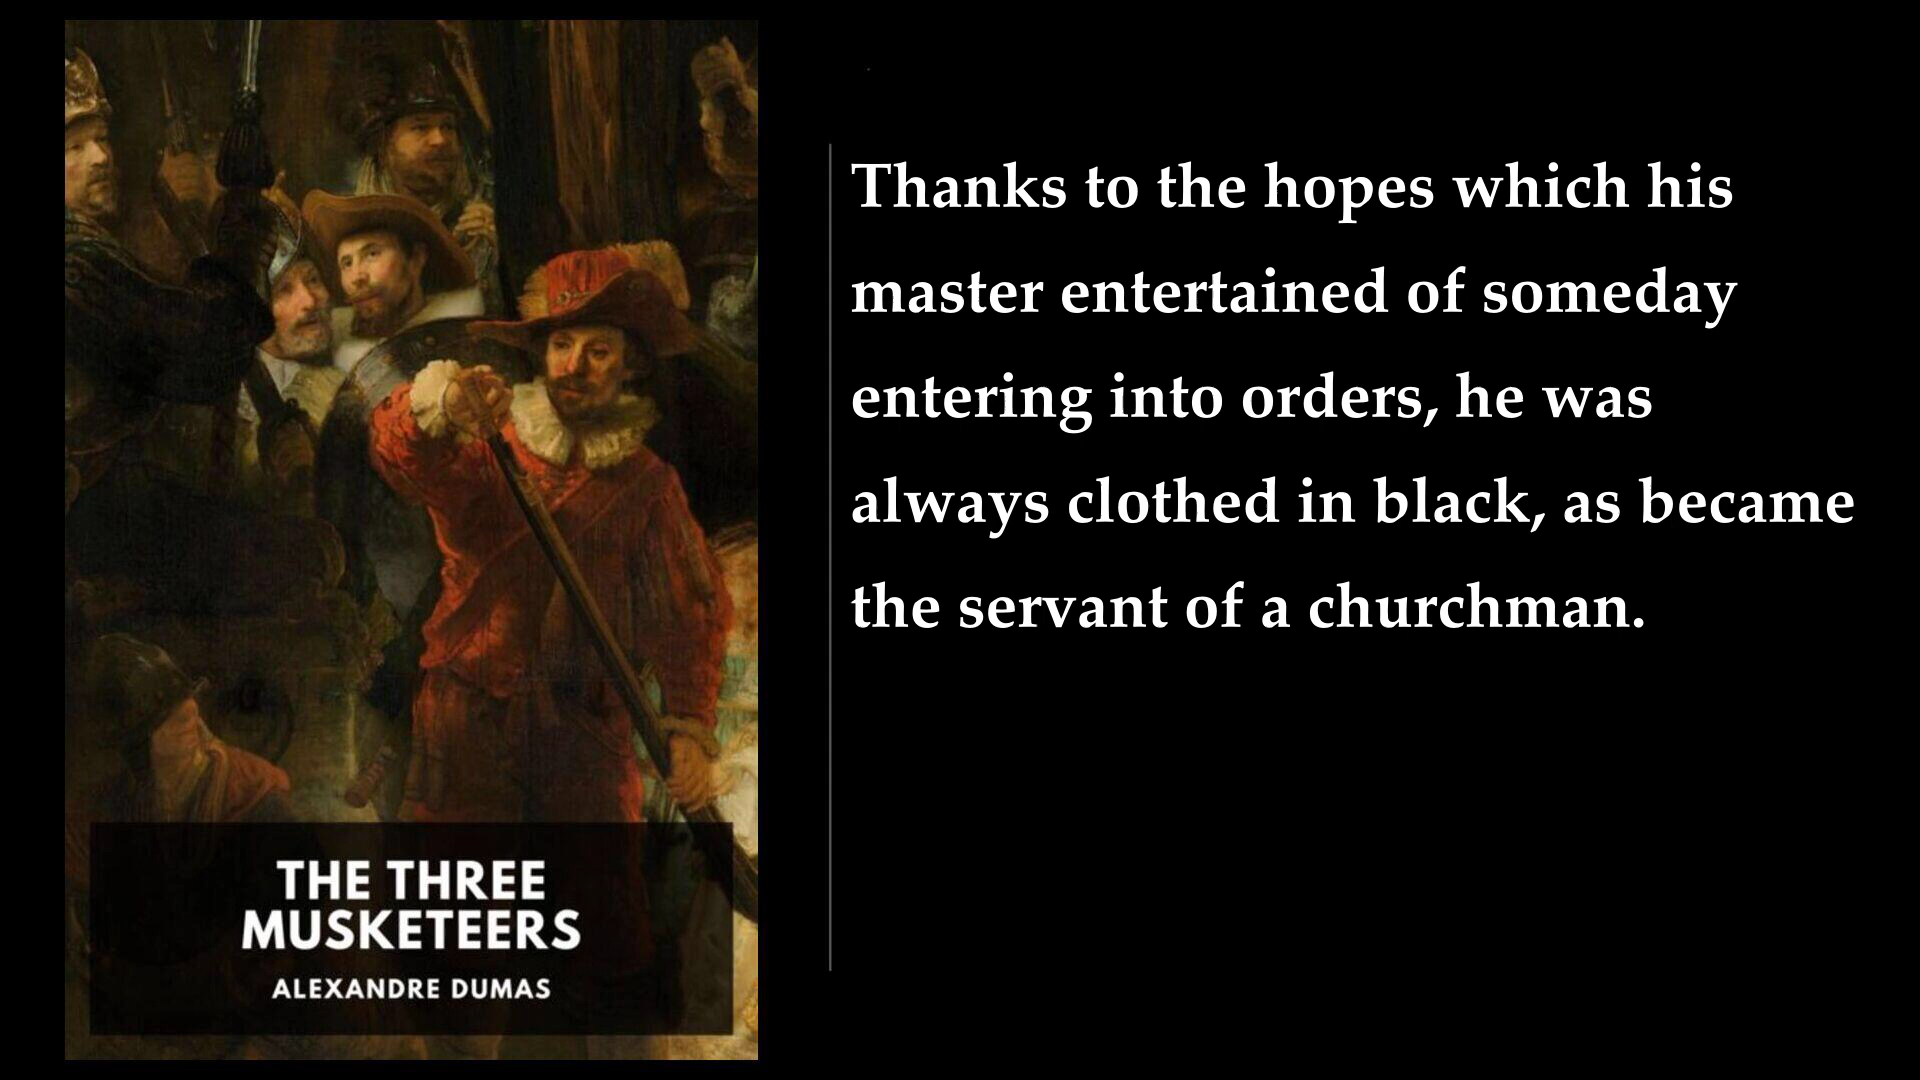 THE THREE
MUSKETEERS
ALEXANDRE DUMAS
Thanks to the hopes which his
master entertained of someday
entering into orders, he was
always clothed in black, as became
the servant of a churchman.